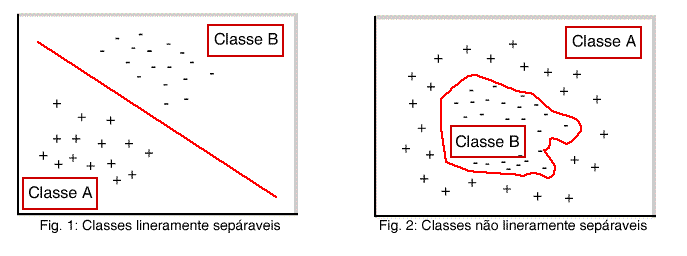 Classe B
Classe A
Fig. 1: Classes lineramente sepáraveis
Classe A
Classe B
Fig. 2: Classes não lineramente sepáraveis